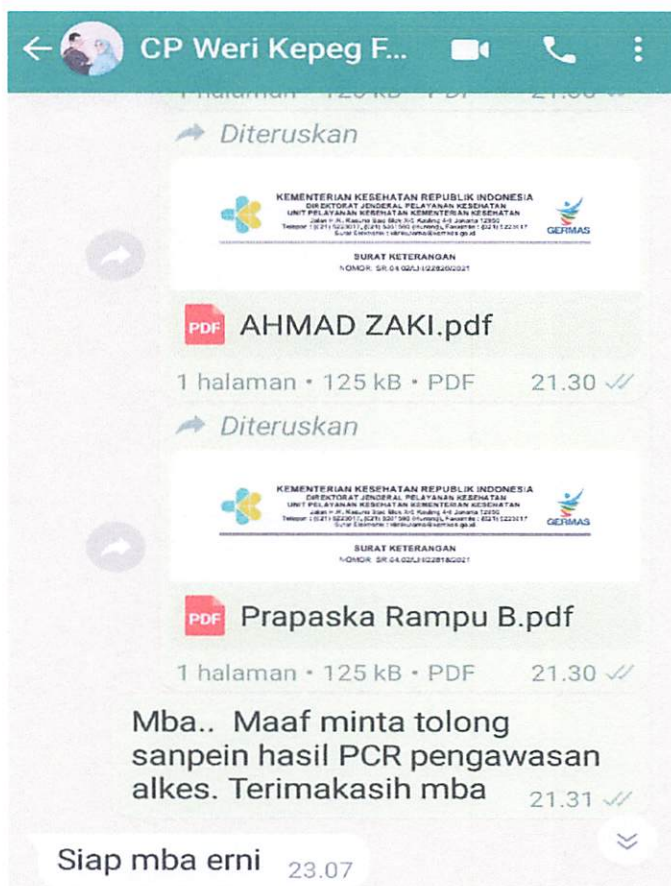 CP Weri Kepeg F...
Diteruskan
KEMENTERIAN KESEHATAN REPUBLIK INDONESIA
DIREKTORAT JENDERAL PELAYANAN KESEHATAN
UNIT PELAYANAN KESEHATAN KEMENTERIAN KESEHATAN
GERMAS
SURAT KETERANGAN
PDF AHMAD ZAKI.pdf
1 halaman • 125 kB • PDF 21.30
Diteruskan
KEMENTERIAN KESEHATAN REPUBLIK INDONESIA
DIREKTORAT JENDERAL PELAYANAN KESEHATAN
UNIT PELAYANAN KESEHATAN KEMENTERIAN KESEHATAN
GERMAS
SURAT KETERANGAN
PDF Prapaska Rampu B.pdf
1 halaman • 125 kB • PDF 21.30
Mba.. Maaf minta tolong
sanpein hasil PCR pengawasan
alkes. Terimakasih mba 21.31
Siap mba erni 23.07